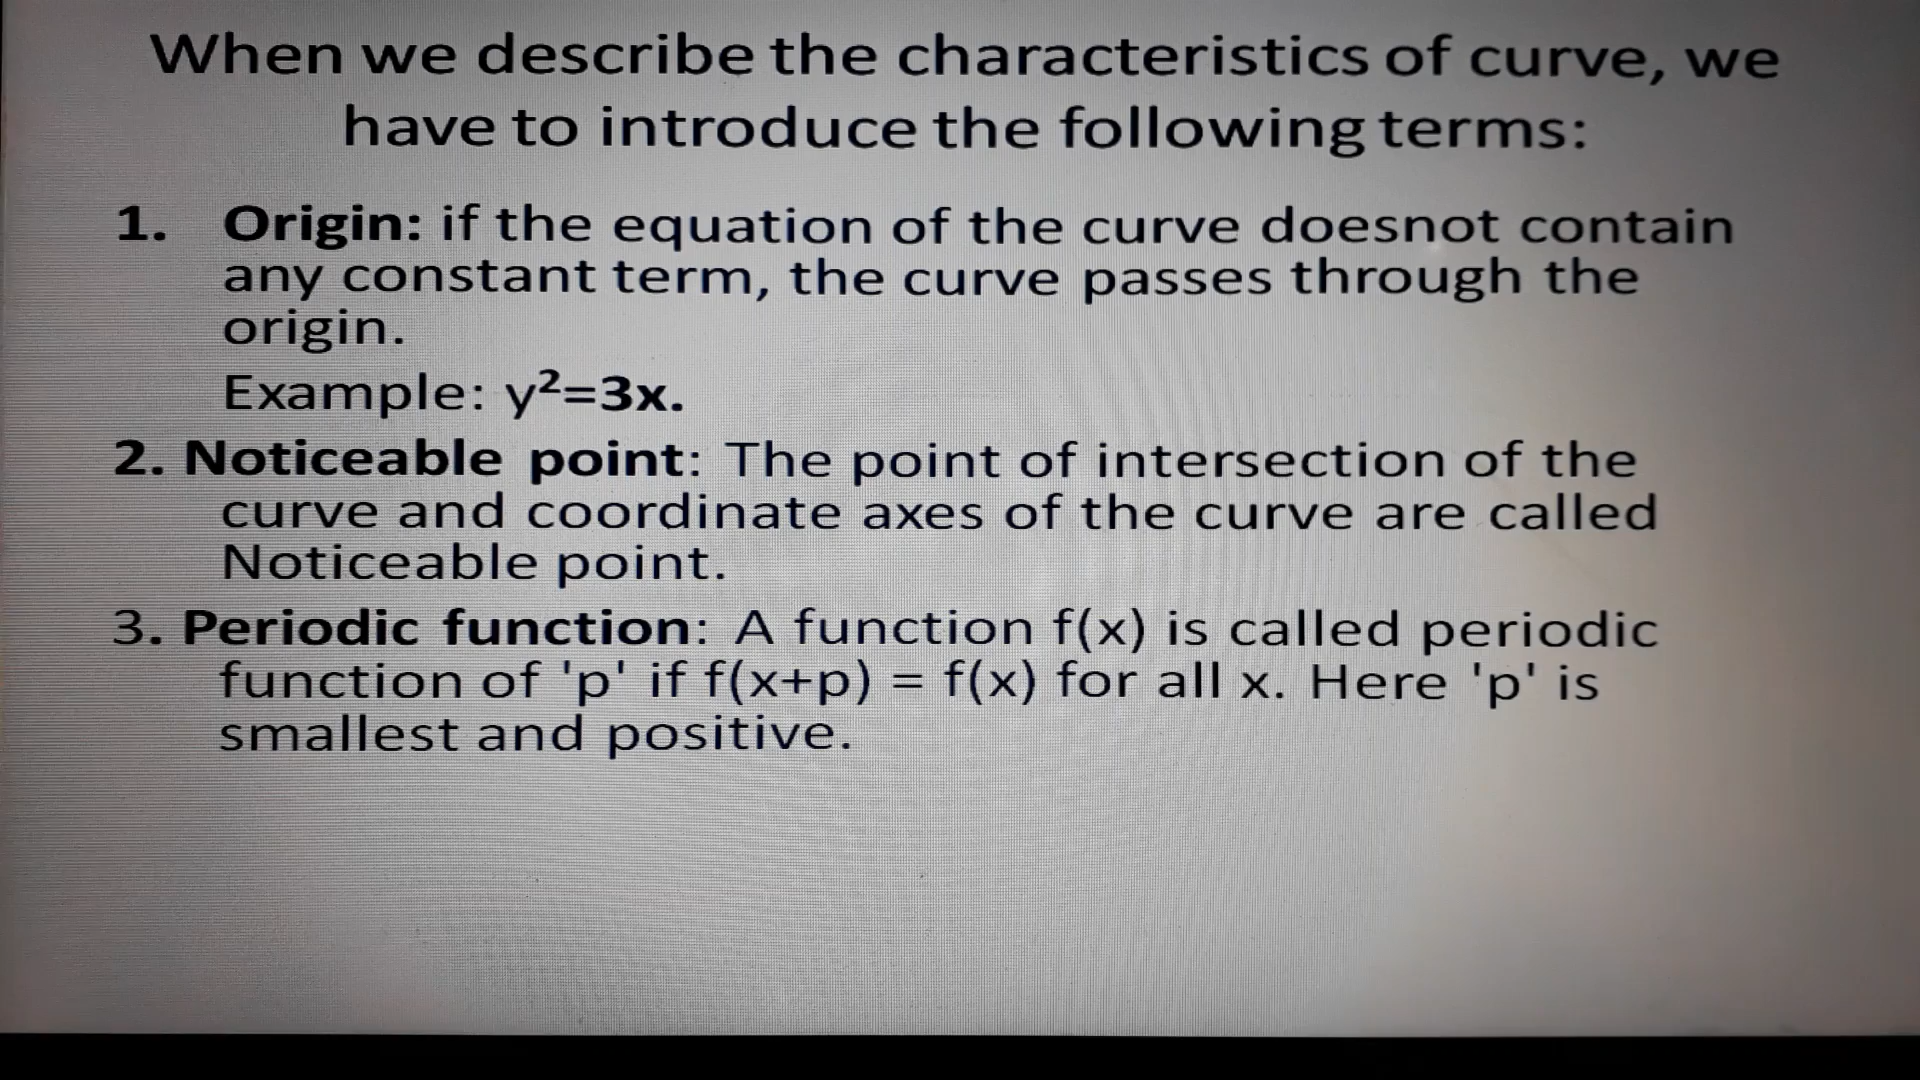 When we describe the characteristics of curve, we
have to introduce the following terms:
1. Origin: if the equation of the curve doesnot contain
any constant term, the curve passes through the
origin.
Example: y²=3x.
2. Noticeable point: The point of intersection of the
curve and coordinate axes of the curve are called
Noticeable point.
3. Periodic function: A function f(x) is called periodic
function of 'p' if f(x+p) = f(x) for all x. Here 'p' is
smallest and positive.